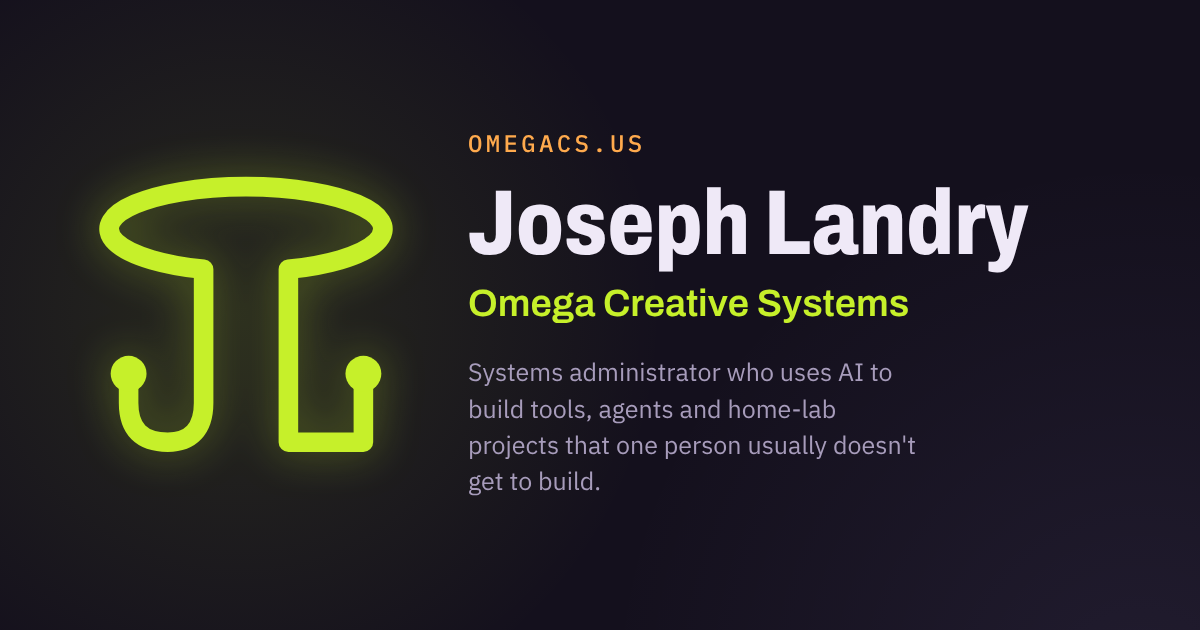 OMEGACS.US
Joseph Landry
Omega Creative Systems
Systems administrator who uses AI to
build tools, agents and home-lab
projects that one person usually doesn't
get to build.